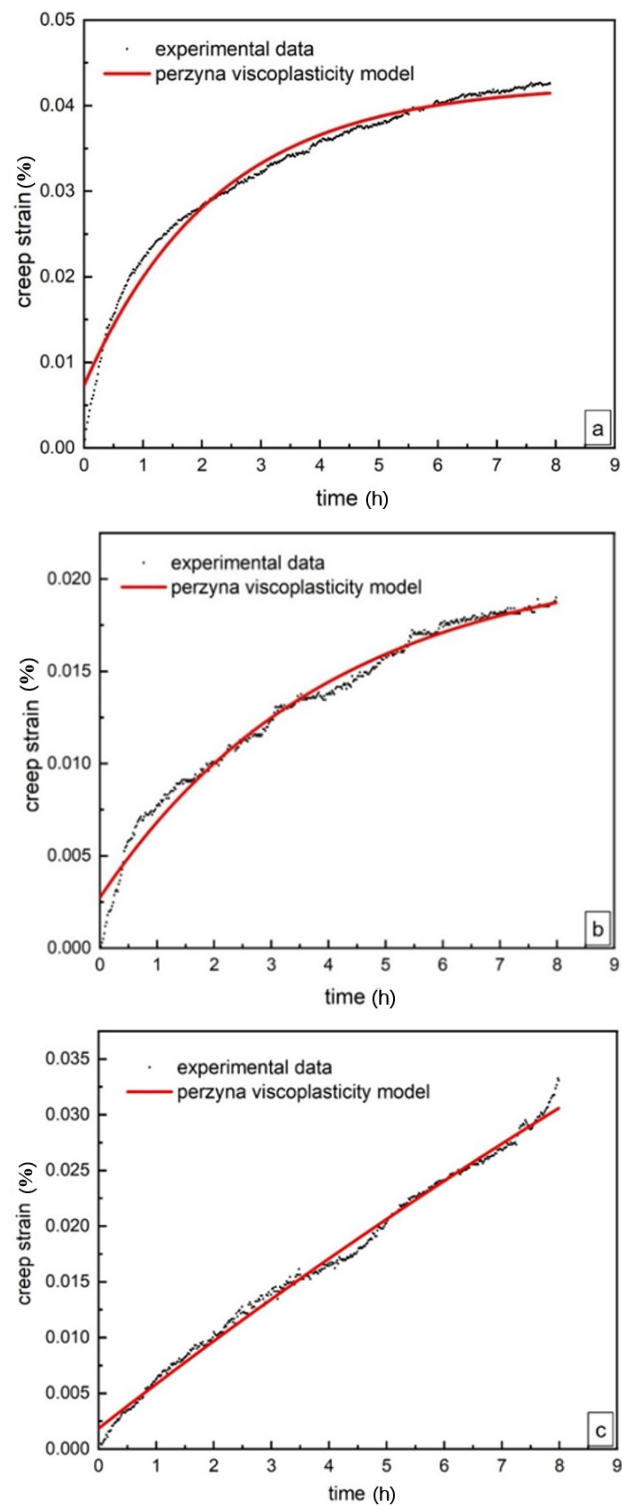 0.05
experimental data
perzyna viscoplasticity model
0.04
0.03
creep strain (%)
0.02
0.01
0.00
a
0 1 2 3 4 5 6 7 8 9
time (h)
experimental data
0.020
perzyna viscoplasticity model
0.015
creep strain (%)
0.010
0.005
0.000
b
0 1 2 3 4 5 6 7 8 9
time (h)
0.035
experimental data
perzyna viscoplasticity model
0.030
0.025
creep strain (%)
0.020
0.015
0.010
0.005
0.000
c
0 1 2 3 4 5 6 7 8 9
time (h)